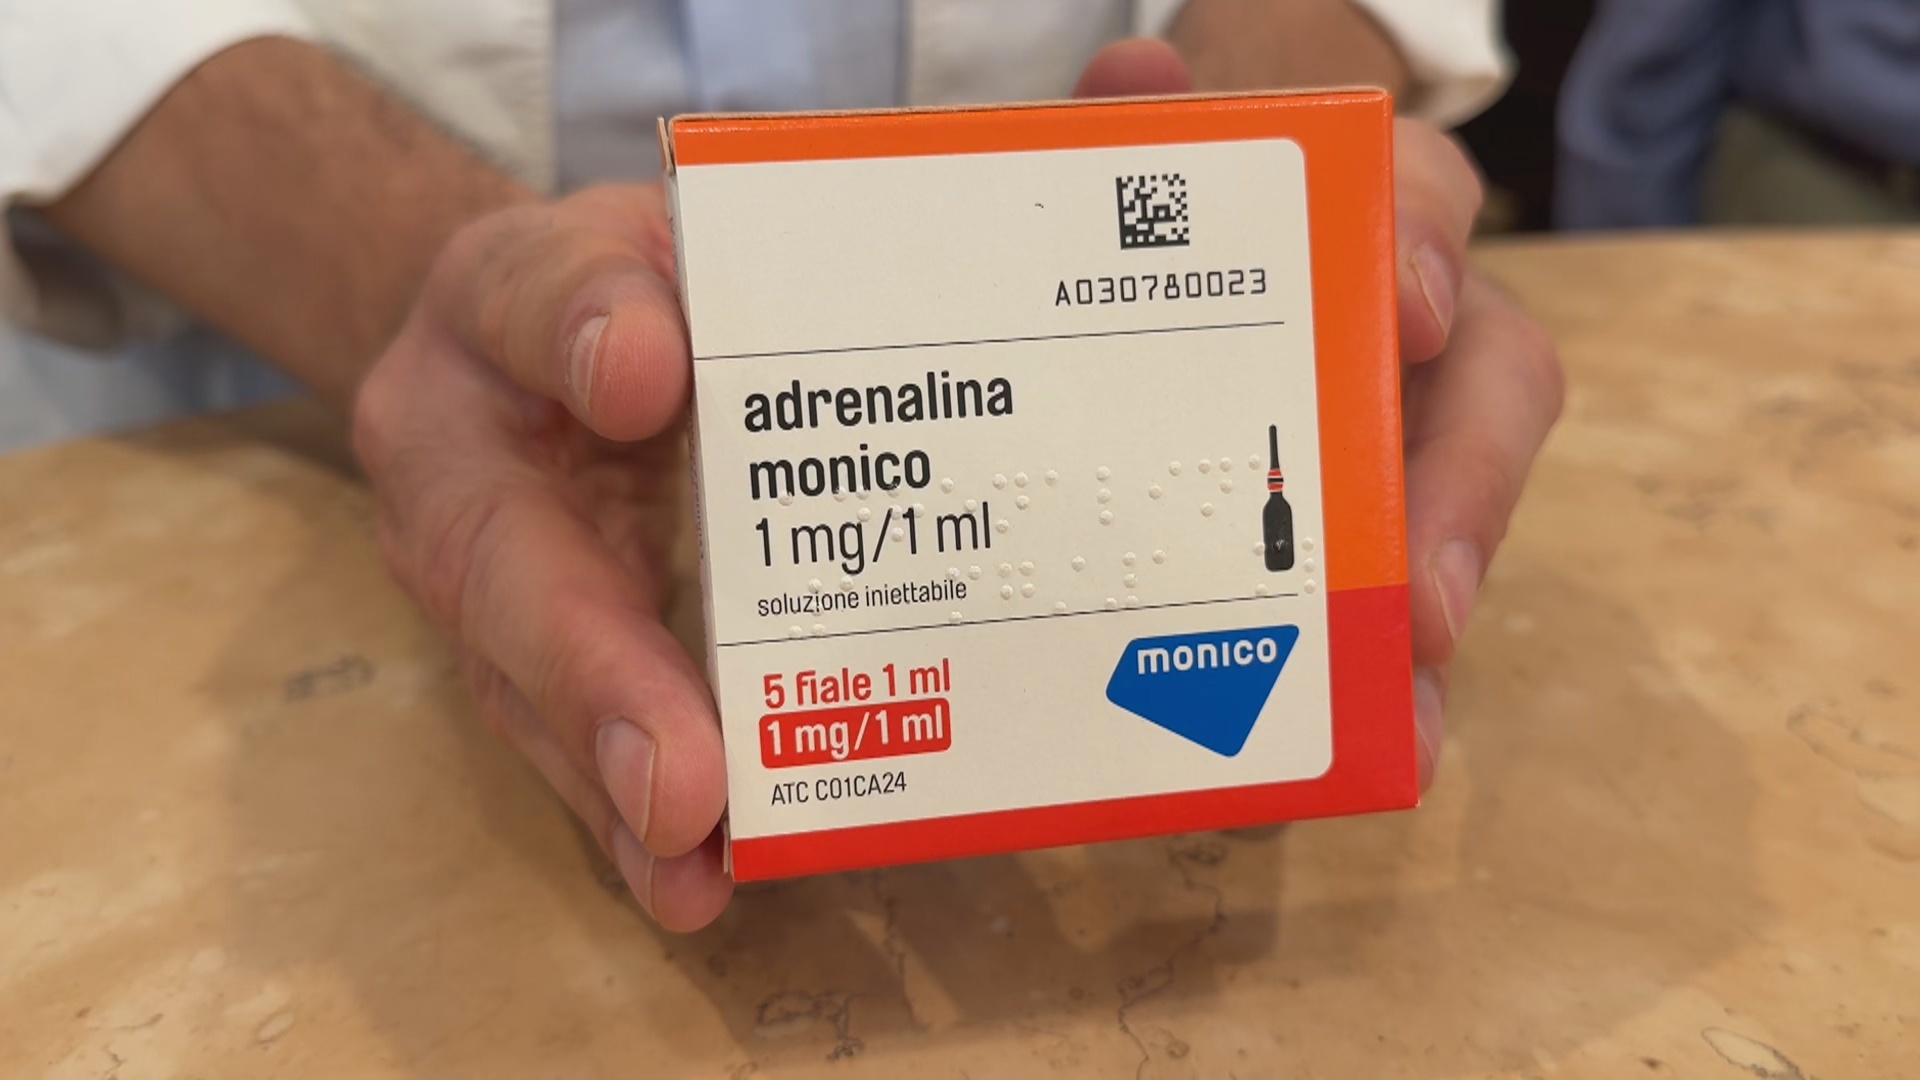 A030780023
adrenalina
monico
1 mg/1 ml
soluzione iniettabile
5 fiale 1 ml
1 mg/1 ml
ATC C01CA24
monico